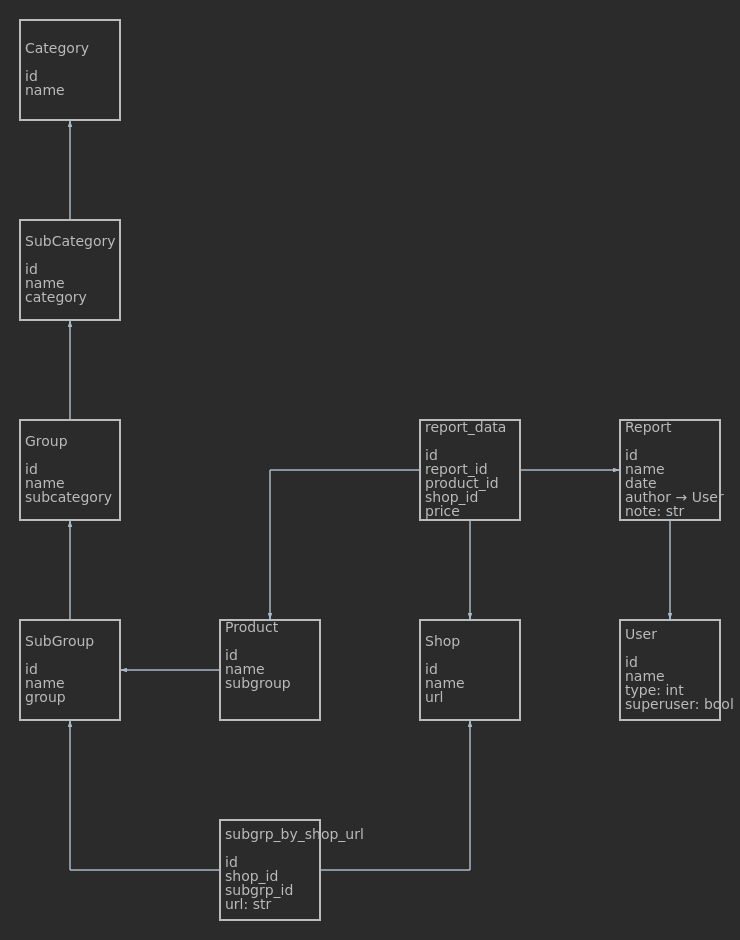 Category
id
name
SubCategory
id
name
category
Group
id
name
subcategory
report_data
id
report_id
product_id
shop_id
price
Report
id
name
date
author → User
note: str
SubGroup
id
name
group
Product
id
name
subgroup
Shop
id
name
url
User
id
name
type: int
superuser: bool
subgrp_by_shop_url
id
shop_id
subgrp_id
url: str